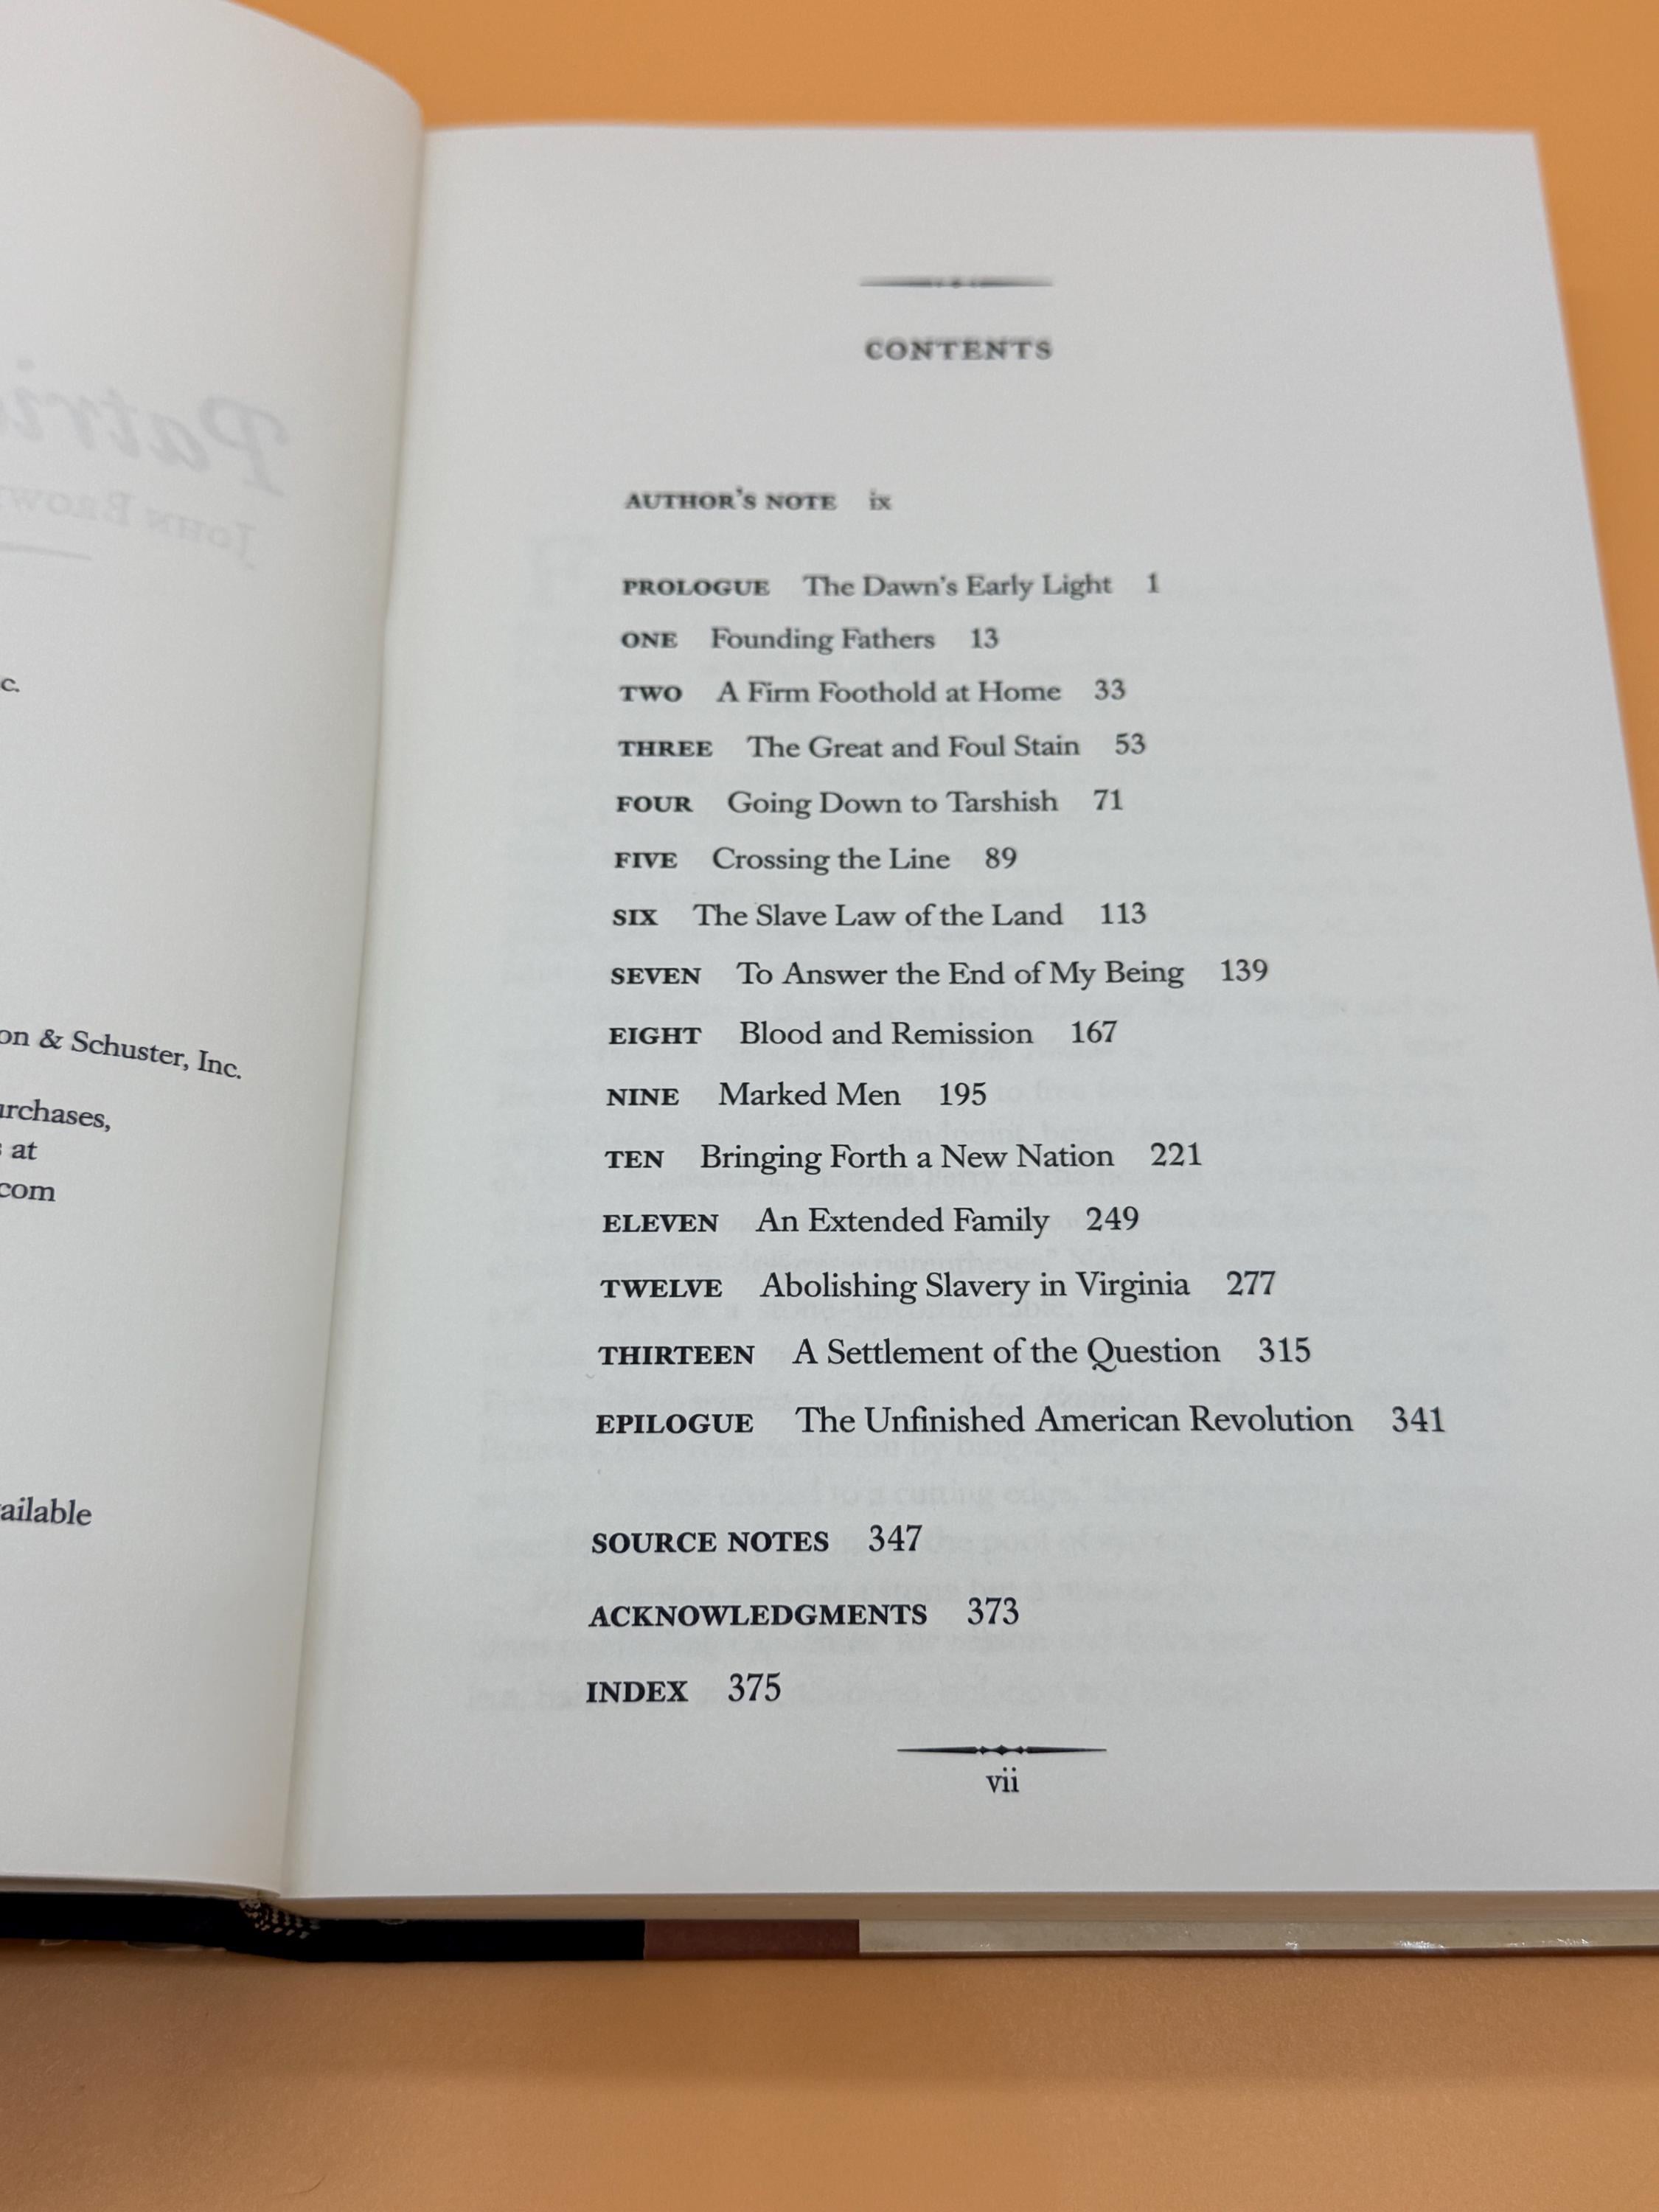 c.
on & Schuster, Inc.
urchases,
at
com
ailable
CONTENTS
AUTHOR'S NOTE ix
PROLOGUE The Dawn's Early Light 1
ONE Founding Fathers 13
TWO A Firm Foothold at Home 33
THREE The Great and Foul Stain 53
FOUR Going Down to Tarshish 71
FIVE Crossing the Line 89
SIX The Slave Law of the Land 113
SEVEN To Answer the End of My Being 139
EIGHT Blood and Remission 167
NINE Marked Men 195
TEN Bringing Forth a New Nation 221
ELEVEN An Extended Family 249
TWELVE Abolishing Slavery in Virginia 277
THIRTEEN A Settlement of the Question 315
EPILOGUE The Unfinished American Revolution 341
SOURCE NOTES 347
ACKNOWLEDGMENTS 373
INDEX 375
vii